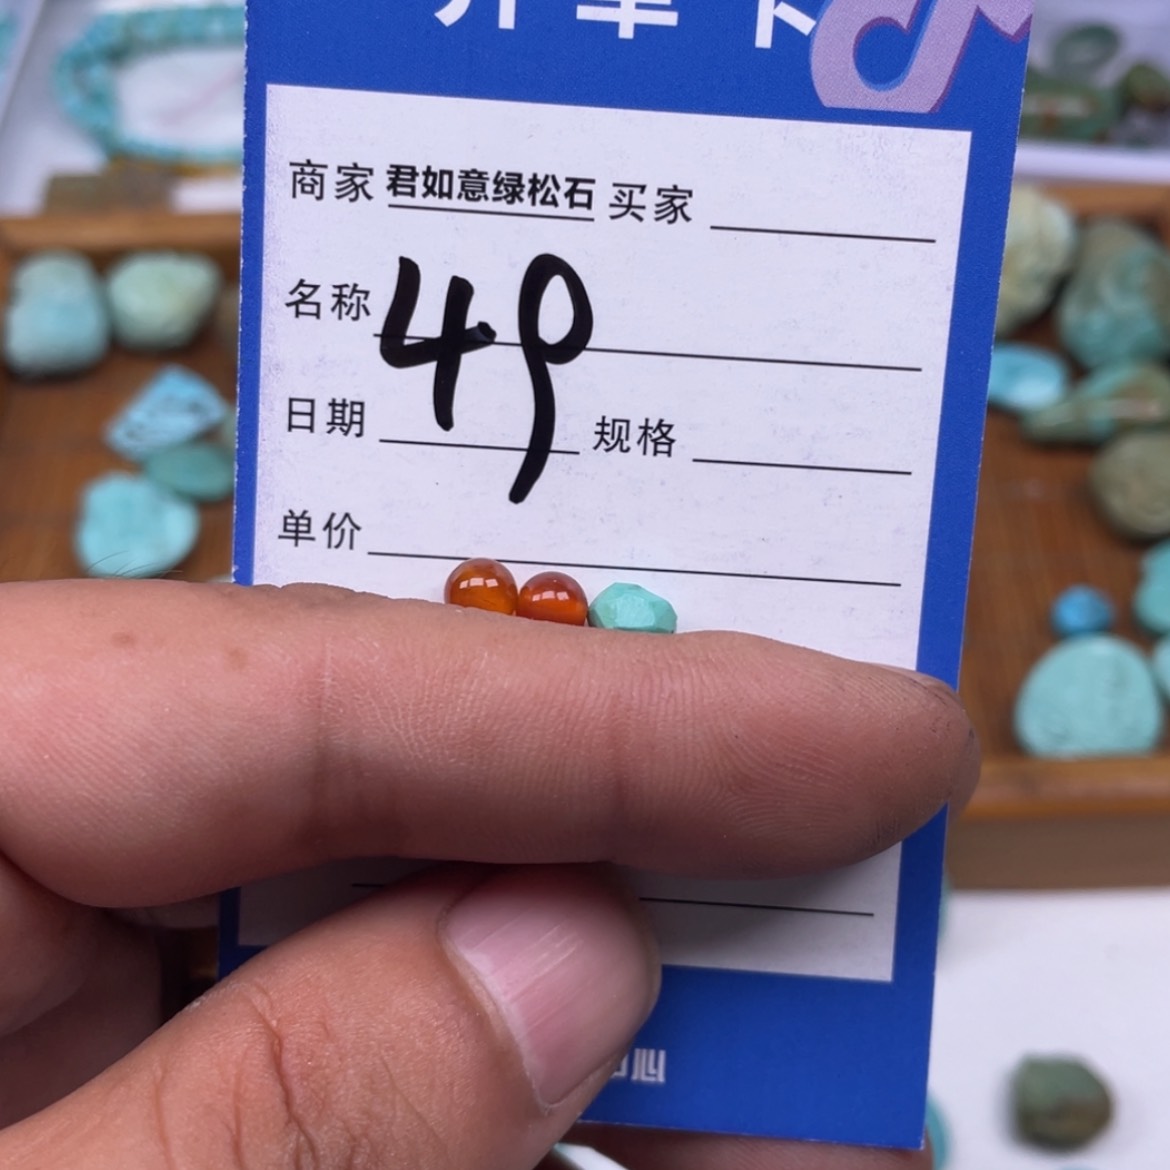 商家 君如意绿松石 买家
名称
49
日期 规格
单价